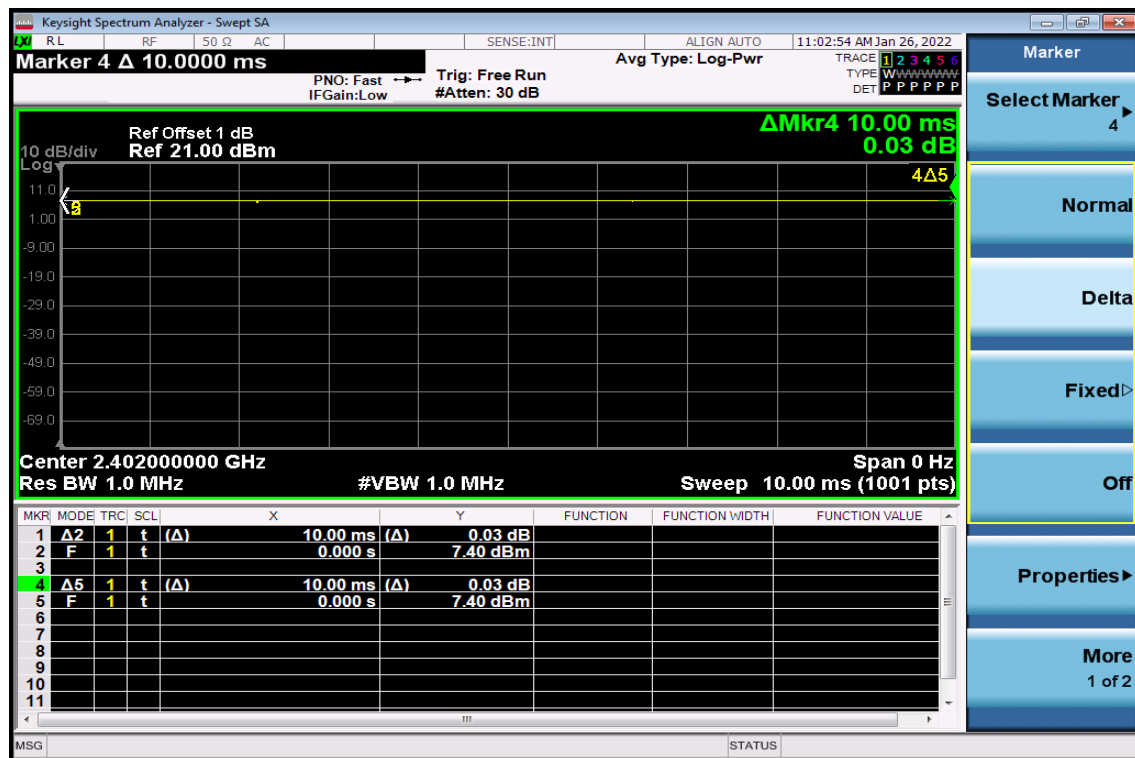 Keysight Spectrum Analyzer - Swept SA
LXI RL RF 50 Ω AC SENSE:INT ALIGN AUTO 11:02:54 AM Jan 26, 2022
Marker 4 Δ 10.0000 ms
PNO: Fast
IFGain:Low
Trig: Free Run
#Atten: 30 dB
Avg Type: Log-Pwr
TRACE 1 2 3 4 5 6
TYPE WWWWWW
DET P P P P P P
Ref Offset 1 dB
10 dB/div Ref 21.00 dBm
Log
ΔMkr4 10.00 ms
0.03 dB
4Δ5
11.0
1.00
-9.00
-19.0
-29.0
-39.0
-49.0
-59.0
-69.0
Center 2.402000000 GHz Span 0 Hz
Res BW 1.0 MHz #VBW 1.0 MHz Sweep 10.00 ms (1001 pts)
MKR MODE TRC SCL X Y FUNCTION FUNCTION WIDTH FUNCTION VALUE
1 Δ2 1 t (Δ) 10.00 ms (Δ) 0.03 dB
2 F 1 t 0.000 s 7.40 dBm
3
4 Δ5 1 t (Δ) 10.00 ms (Δ) 0.03 dB
5 F 1 t 0.000 s 7.40 dBm
6
7
8
9
10
11
MSG STATUS
Marker
Select Marker
4
Normal
Delta
Fixed
Off
Properties
More
1 of 2